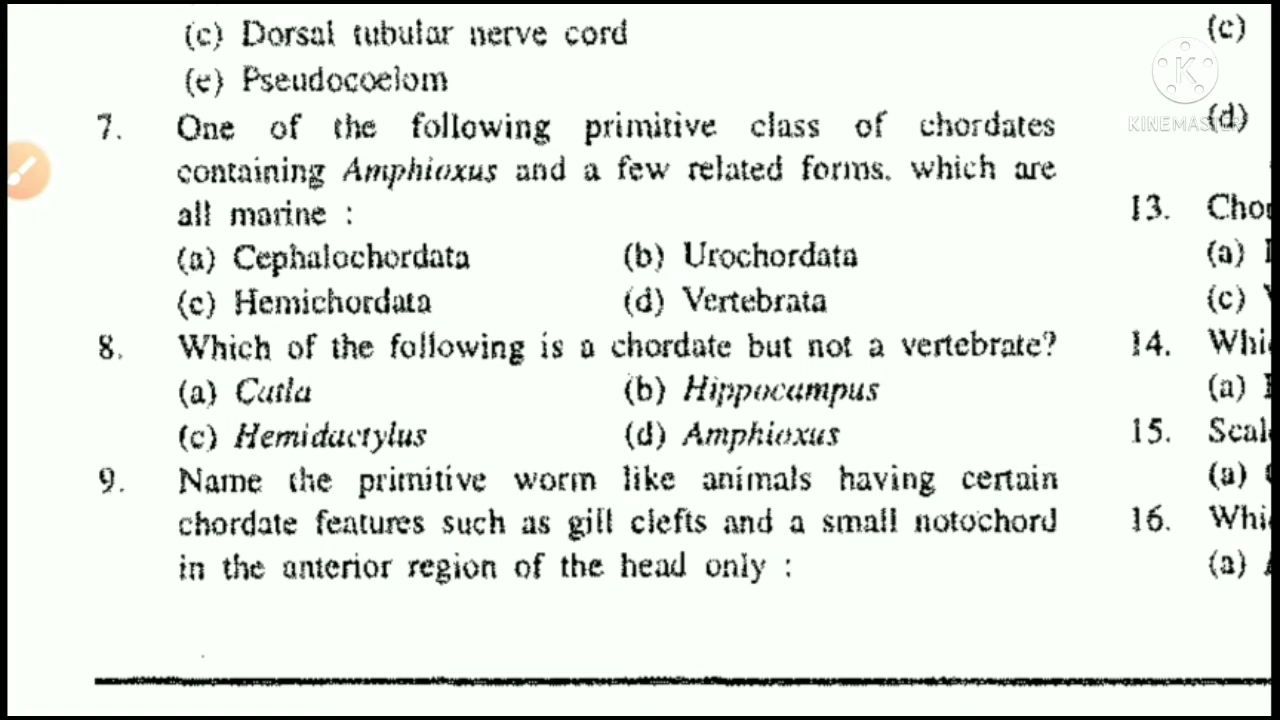 (c) Dorsal tubular nerve cord
(e) Pseudocoelom
7. One of the following primitive class of chordates
containing Amphioxus and a few related forms, which are
all marine :
(a) Cephalochordata (b) Urochordata
(c) Hemichordata (d) Vertebrata
8. Which of the following is a chordate but not a vertebrate?
(a) Catla (b) Hippocampus
(c) Hemidactylus (d) Amphioxus
9. Name the primitive worm like animals having certain
chordate features such as gill clefts and a small notochord
in the anterior region of the head only :
(c)
(d)
KINEMASTER
13.
(a)
(c)
14.
(a)
15.
(a)
16.
(a)